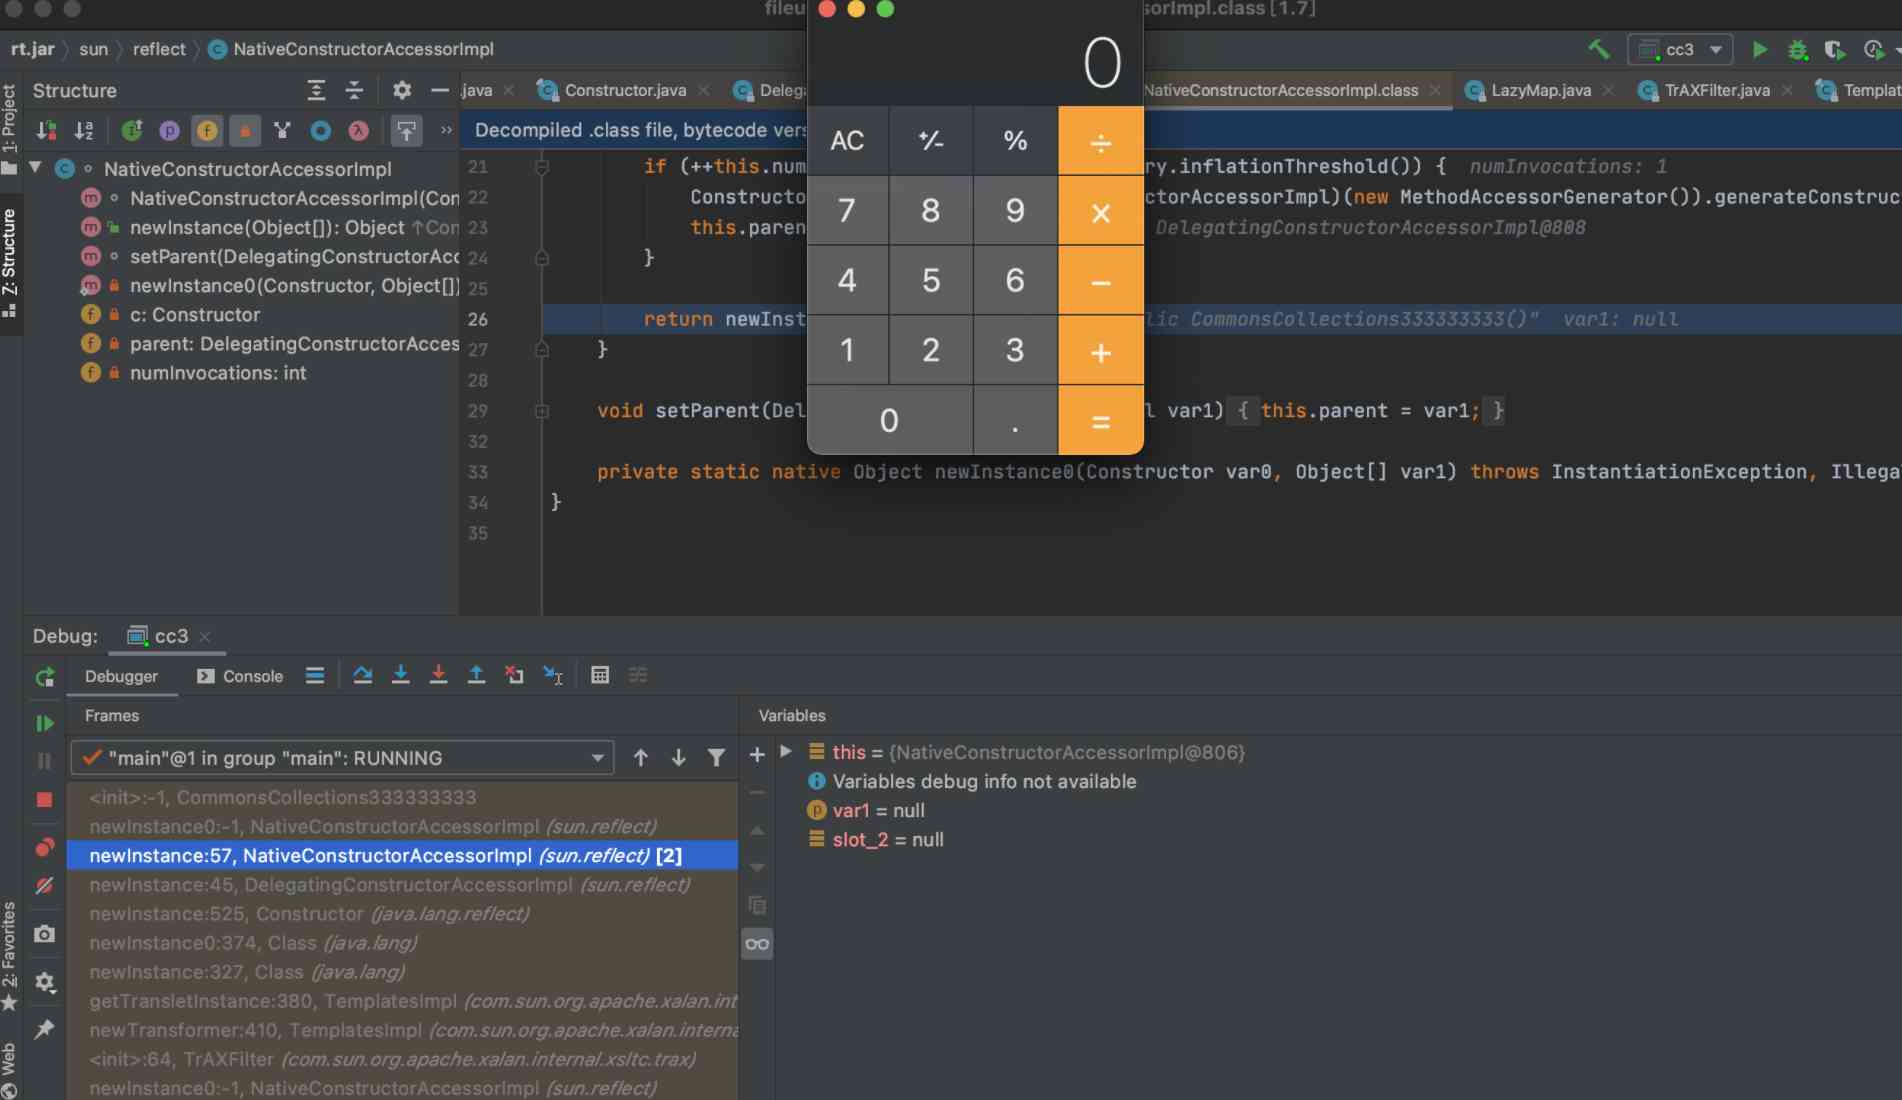 fileu
sorImpl.class [1.7]
rt.jar
sun
reflect
NativeConstructorAccessorImpl
cc3
1: Project
Z: Structure
2: Favorites
Web
Structure
.java
Constructor.java
Delega
NativeConstructorAccessorImpl.class
LazyMap.java
TrAXFilter.java
Templat
Decompiled .class file, bytecode vers
NativeConstructorAccessorImpl
NativeConstructorAccessorImpl(Con
newInstance(Object[]): Object ↑Con
setParent(DelegatingConstructorAcc
newInstance0(Constructor, Object[])
c: Constructor
parent: DelegatingConstructorAcces
numInvocations: int
21 if (++this.num ry.inflationThreshold()) { numInvocations: 1
22 Constructo ctorAccessorImpl)(new MethodAccessorGenerator()).generateConstruc
23 this.paren DelegatingConstructorAccessorImpl@808
24 }
25
26 return newInst lic CommonsCollections333333333()" var1: null
27 }
28
29 void setParent(Del l var1) { this.parent = var1; }
32
33 private static native Object newInstance0(Constructor var0, Object[] var1) throws InstantiationException, Illega
34 }
35
0
AC +/- % ÷
7 8 9 ×
4 5 6 −
1 2 3 +
0 . =
Debug:
cc3
Debugger
Console
Frames
Variables
"main"@1 in group "main": RUNNING
<init>:-1, CommonsCollections333333333
newInstance0:-1, NativeConstructorAccessorImpl (sun.reflect)
newInstance:57, NativeConstructorAccessorImpl (sun.reflect) [2]
newInstance:45, DelegatingConstructorAccessorImpl (sun.reflect)
newInstance:525, Constructor (java.lang.reflect)
newInstance0:374, Class (java.lang)
newInstance:327, Class (java.lang)
getTransletInstance:380, TemplatesImpl (com.sun.org.apache.xalan.int
newTransformer:410, TemplatesImpl (com.sun.org.apache.xalan.interna
<init>:64, TrAXFilter (com.sun.org.apache.xalan.internal.xsltc.trax)
newInstance0:-1, NativeConstructorAccessorImpl (sun.reflect)
this = {NativeConstructorAccessorImpl@806}
Variables debug info not available
var1 = null
slot_2 = null